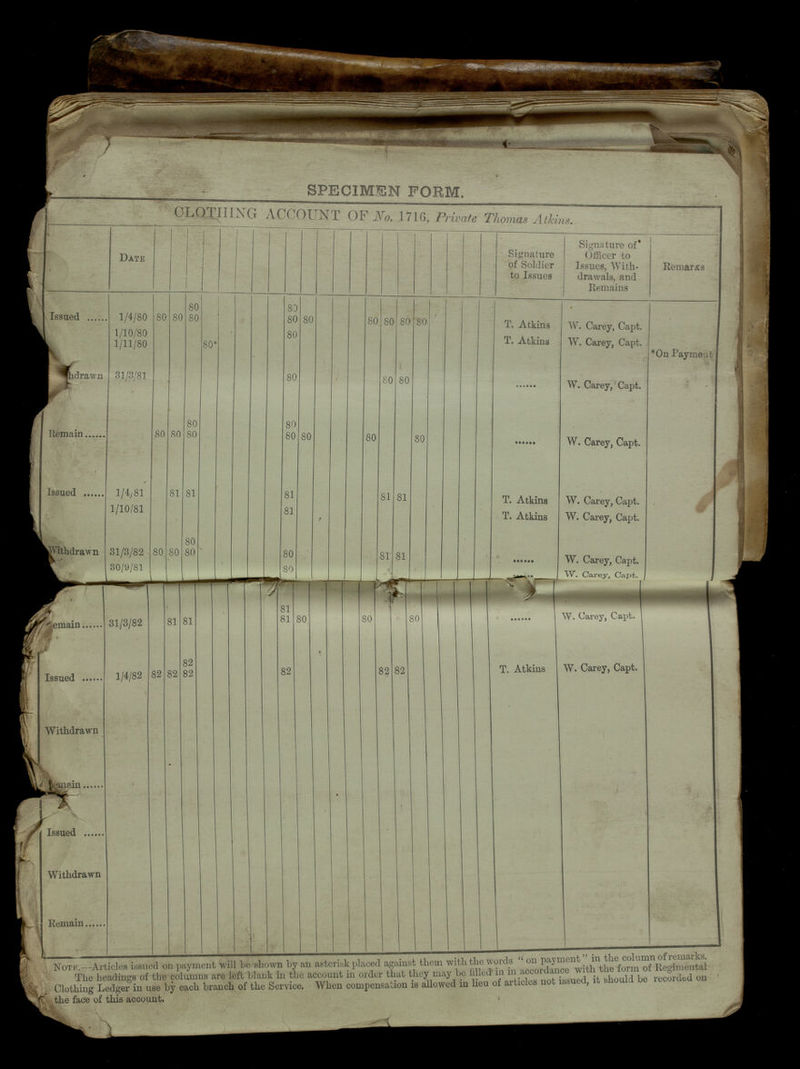 SPECIMEN FORM.
CLOTHING ACCOUNT OF No. 1716, Private Thomas Atkins.
DATE
Signature of Soldier to Issues
Signature of* Officer to Issues, Withdrawals, and Remains
Remarks
80 80
Issued ...... 1/4/80 80 80 80 80 80 80 80 80 80 T. Atkins W. Carey, Capt.
1/10/80 80
1/11/80 80* T. Atkins W. Carey, Capt.
*On Payment
hdrawn 31/3/81 80 80 80 ...... W. Carey, Capt.
80 80
Remain ...... 80 80 80 80 80 80 80 ...... W. Carey, Capt.
Issued ...... 1/4/81 81 81 81 81 81 T. Atkins W. Carey, Capt.
1/10/81 81 T. Atkins W. Carey, Capt.
80
Withdrawn 31/3/82 80 80 80 80 81 81 ...... W. Carey, Capt.
30/9/81 80 W. Carey, Capt.
81
emain ...... 31/3/82 81 81 81 80 80 80 ...... W. Carey, Capt.
82
Issued ...... 1/4/82 82 82 82 82 82 82 T. Atkins W. Carey, Capt.
Withdrawn
emain ......
Issued ......
Withdrawn
Remain ......
NOTE.—Articles issued on payment will be shown by an asterisk placed against them with the words "on payment" in the column of remarks.
The headings of the columns are left blank in the account in order that they may be filled in in accordance with the form of Regimental
Clothing Ledger in use by each branch of the Service. When compensation is allowed in lieu of articles not issued, it should be recorded on
the face of this account.